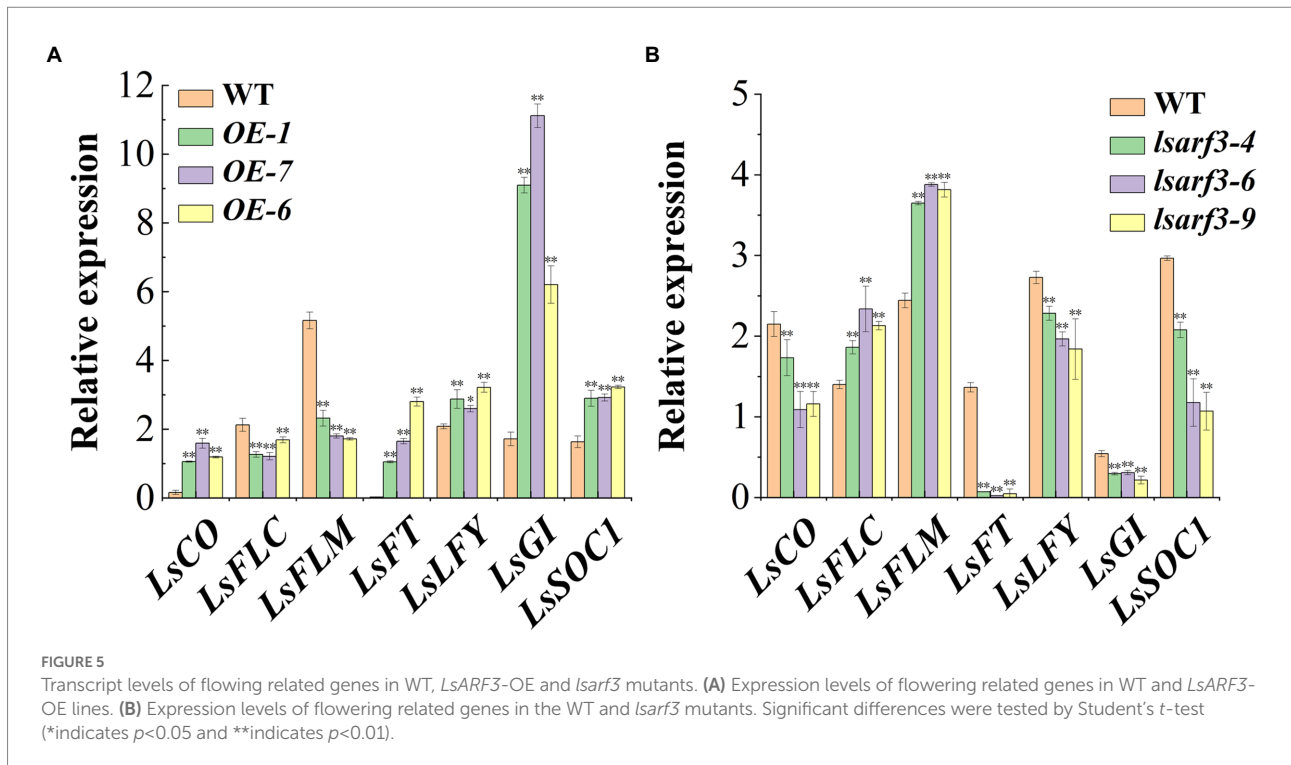 A
Relative expression
12
10
8
6
4
2
0
WT
OE-1
OE-7
OE-6
** ** **
** ** **
** ** **
** ** **
** * **
** ** **
** ** **
LsCO
LsFLC
LsFLM
LsFT
LsLFY
LsGI
LsSOC1
B
Relative expression
5
4
3
2
1
0
WT
lsarf3-4
lsarf3-6
lsarf3-9
** ** **
** ** **
** ** **
** ** **
** ** **
** ** **
** ** **
LsCO
LsFLC
LsFLM
LsFT
LsLFY
LsGI
LsSOC1
FIGURE 5
Transcript levels of flowing related genes in WT, LsARF3-OE and lsarf3 mutants. (A) Expression levels of flowering related genes in WT and LsARF3-
OE lines. (B) Expression levels of flowering related genes in the WT and lsarf3 mutants. Significant differences were tested by Student’s t-test
(*indicates p<0.05 and **indicates p<0.01).